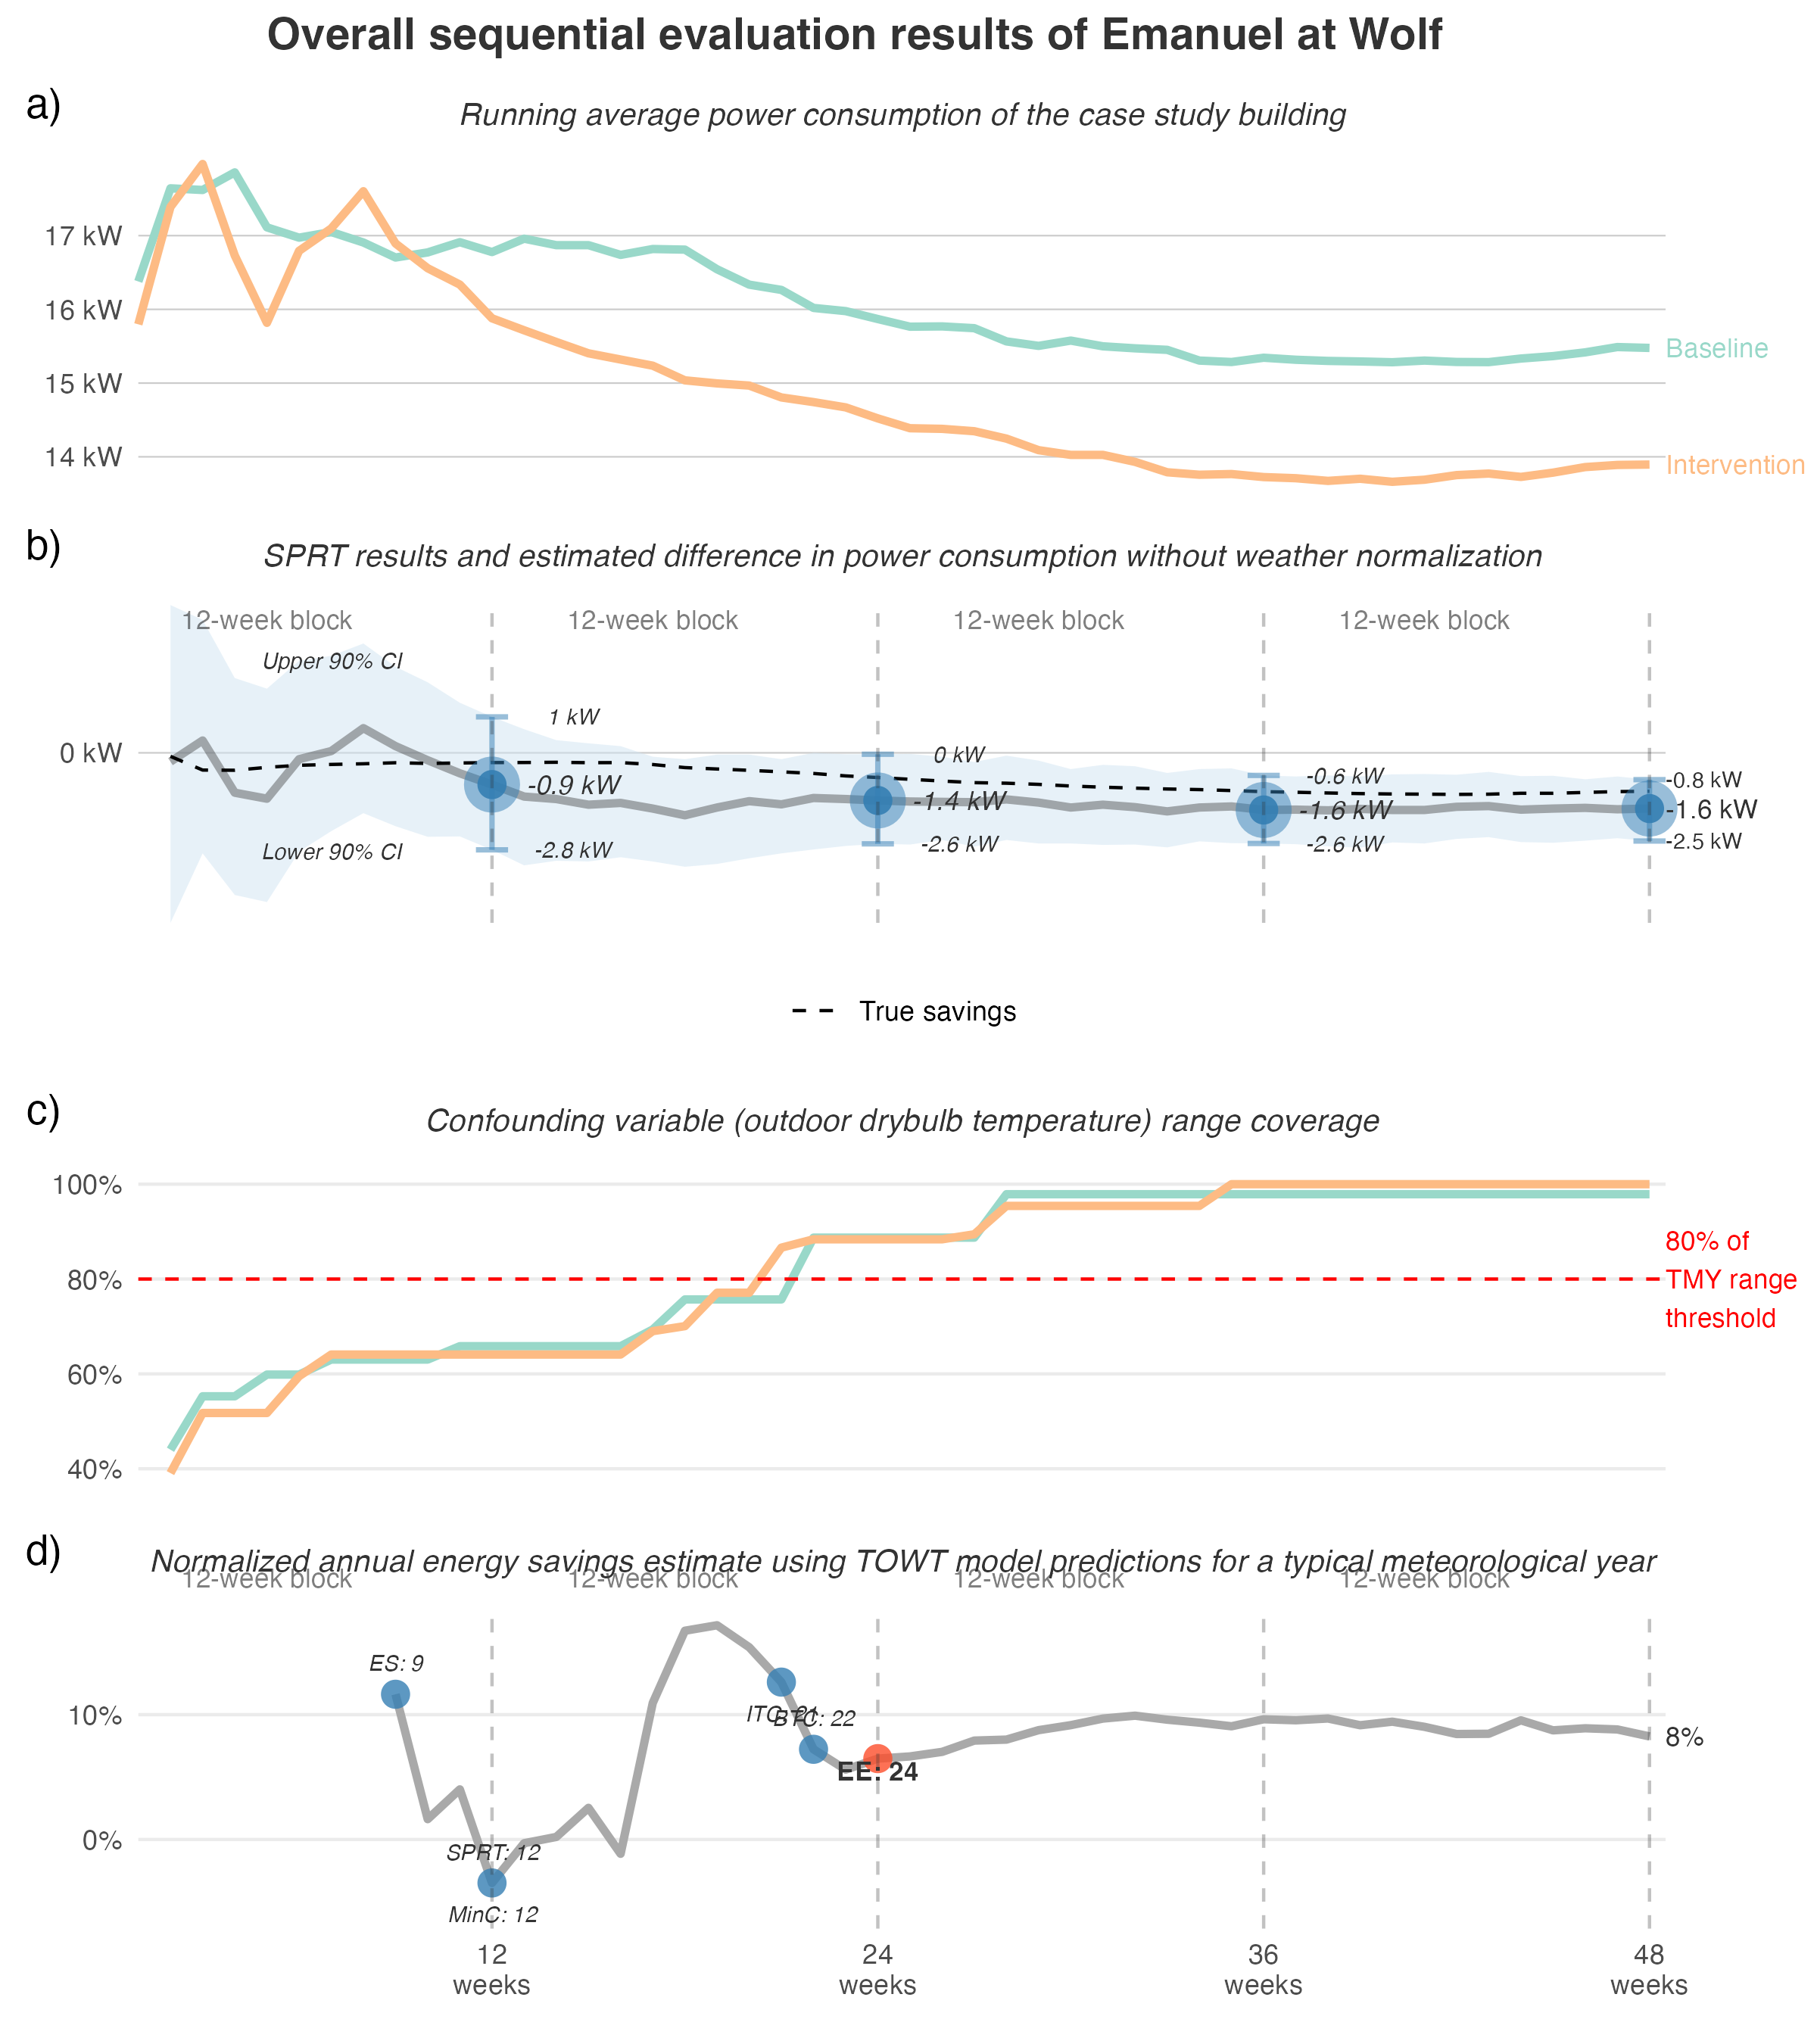 Overall sequential evaluation results of Emanuel at Wolf
a)
Running average power consumption of the case study building
17 kW
16 kW
15 kW
14 kW
Baseline
Intervention
b)
SPRT results and estimated difference in power consumption without weather normalization
12-week block
12-week block
12-week block
12-week block
Upper 90% CI
Lower 90% CI
0 kW
1 kW
-0.9 kW
-2.8 kW
0 kW
-1.4 kW
-2.6 kW
-0.6 kW
-1.6 kW
-2.6 kW
-0.8 kW
-1.6 kW
-2.5 kW
True savings
c)
Confounding variable (outdoor drybulb temperature) range coverage
100%
80%
60%
40%
80% of
TMY range
threshold
d)
Normalized annual energy savings estimate using TOWT model predictions for a typical meteorological year
12-week block
12-week block
12-week block
12-week block
10%
0%
ES: 9
SPRT: 12
MinC: 12
ITC: 21
BTC: 22
EE: 24
8%
12
weeks
24
weeks
36
weeks
48
weeks